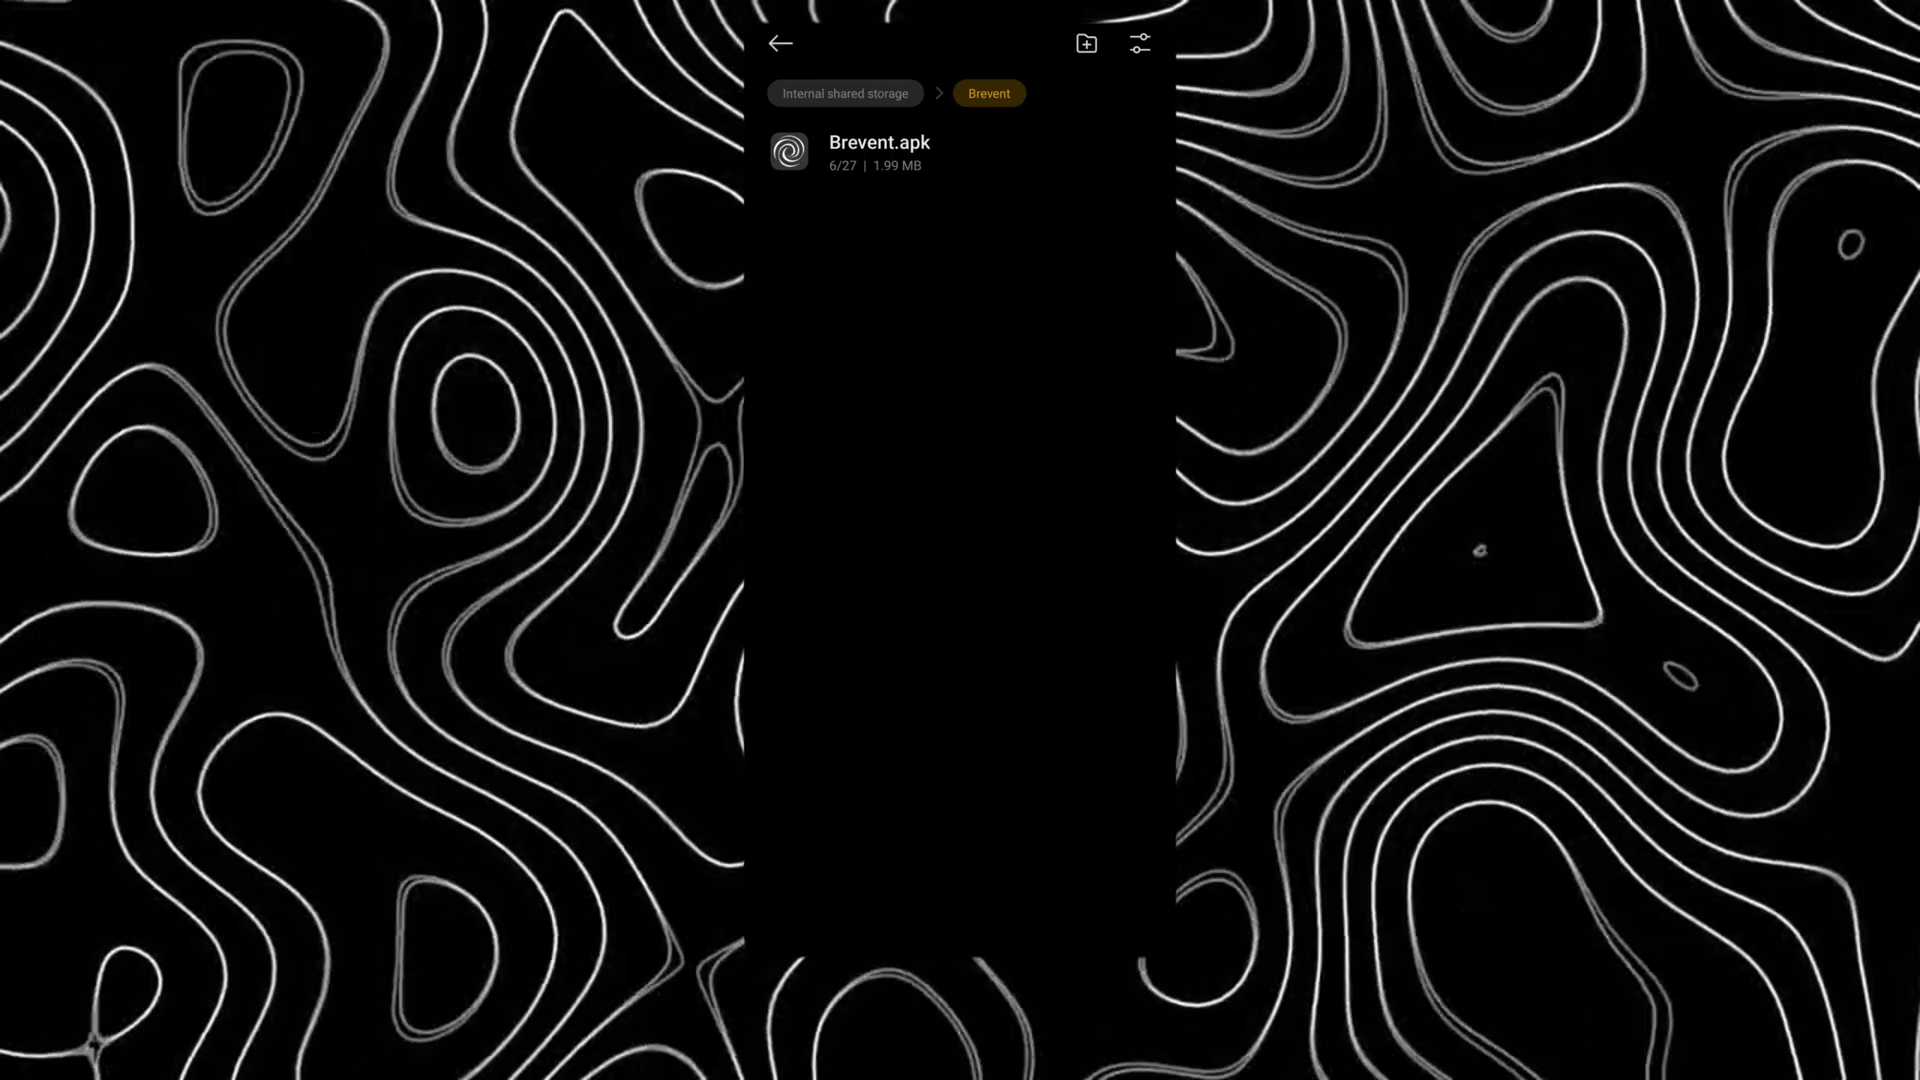 Internal shared storage > Brevent
Brevent.apk
6/27 | 1.99 MB